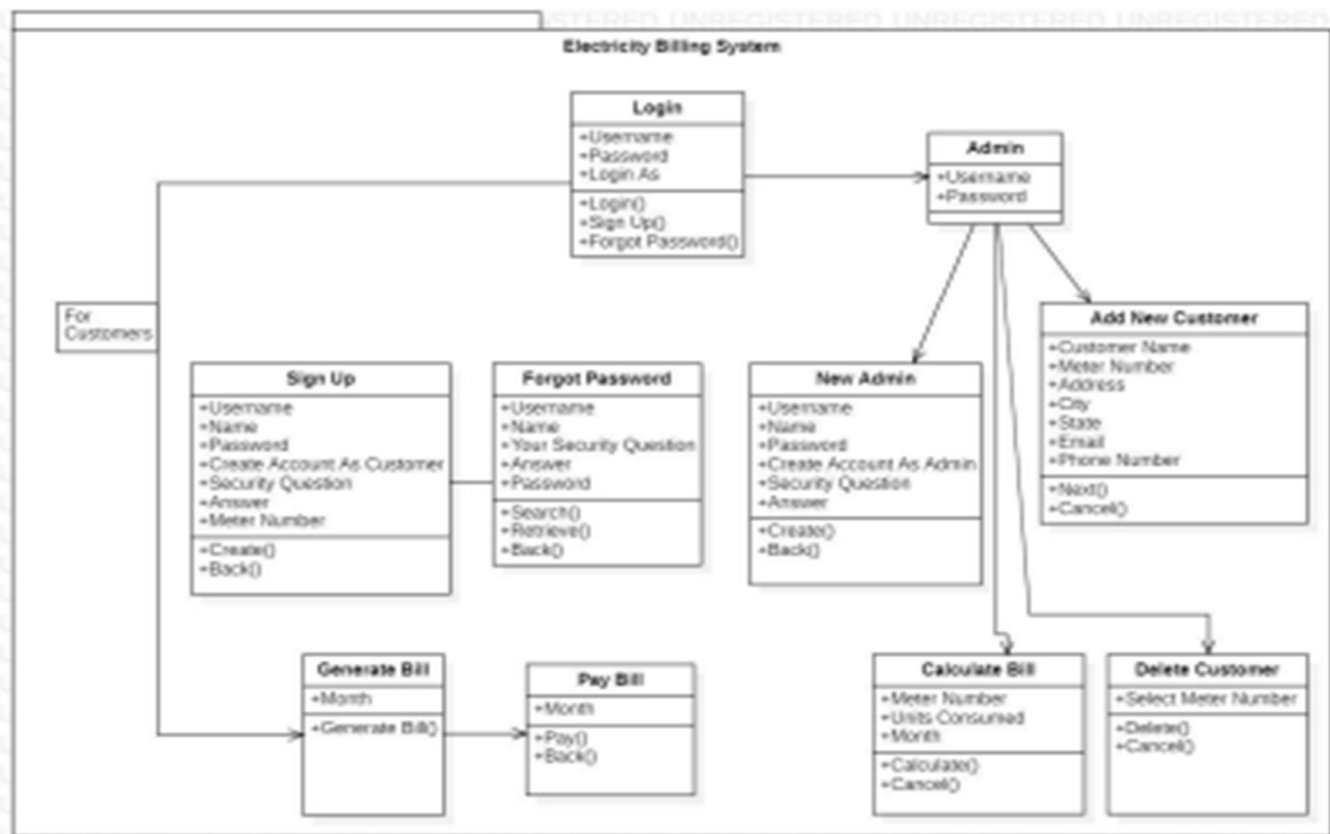 UNREGISTERED UNREGISTERED UNREGISTERED
Electricity Billing System
Login
+Username
+Password
+Login As
+Login()
+Sign Up()
+Forgot Password()
Admin
+Username
+Password
For
Customers
Add New Customer
+Customer Name
+Meter Number
+Address
+City
+State
+Email
+Phone Number
+Next()
+Cancel()
Sign Up
+Username
+Name
+Password
+Create Account As Customer
+Security Question
+Answer
+Meter Number
+Create()
+Back()
Forgot Password
+Username
+Name
+Your Security Question
+Answer
+Password
+Search()
+Retrieve()
+Back()
New Admin
+Username
+Name
+Password
+Create Account As Admin
+Security Question
+Answer
+Create()
+Back()
Generate Bill
+Month
+Generate Bill()
Pay Bill
+Month
+Pay()
+Back()
Calculate Bill
+Meter Number
+Units Consumed
+Month
+Calculate()
+Cancel()
Delete Customer
+Select Meter Number
+Delete()
+Cancel()